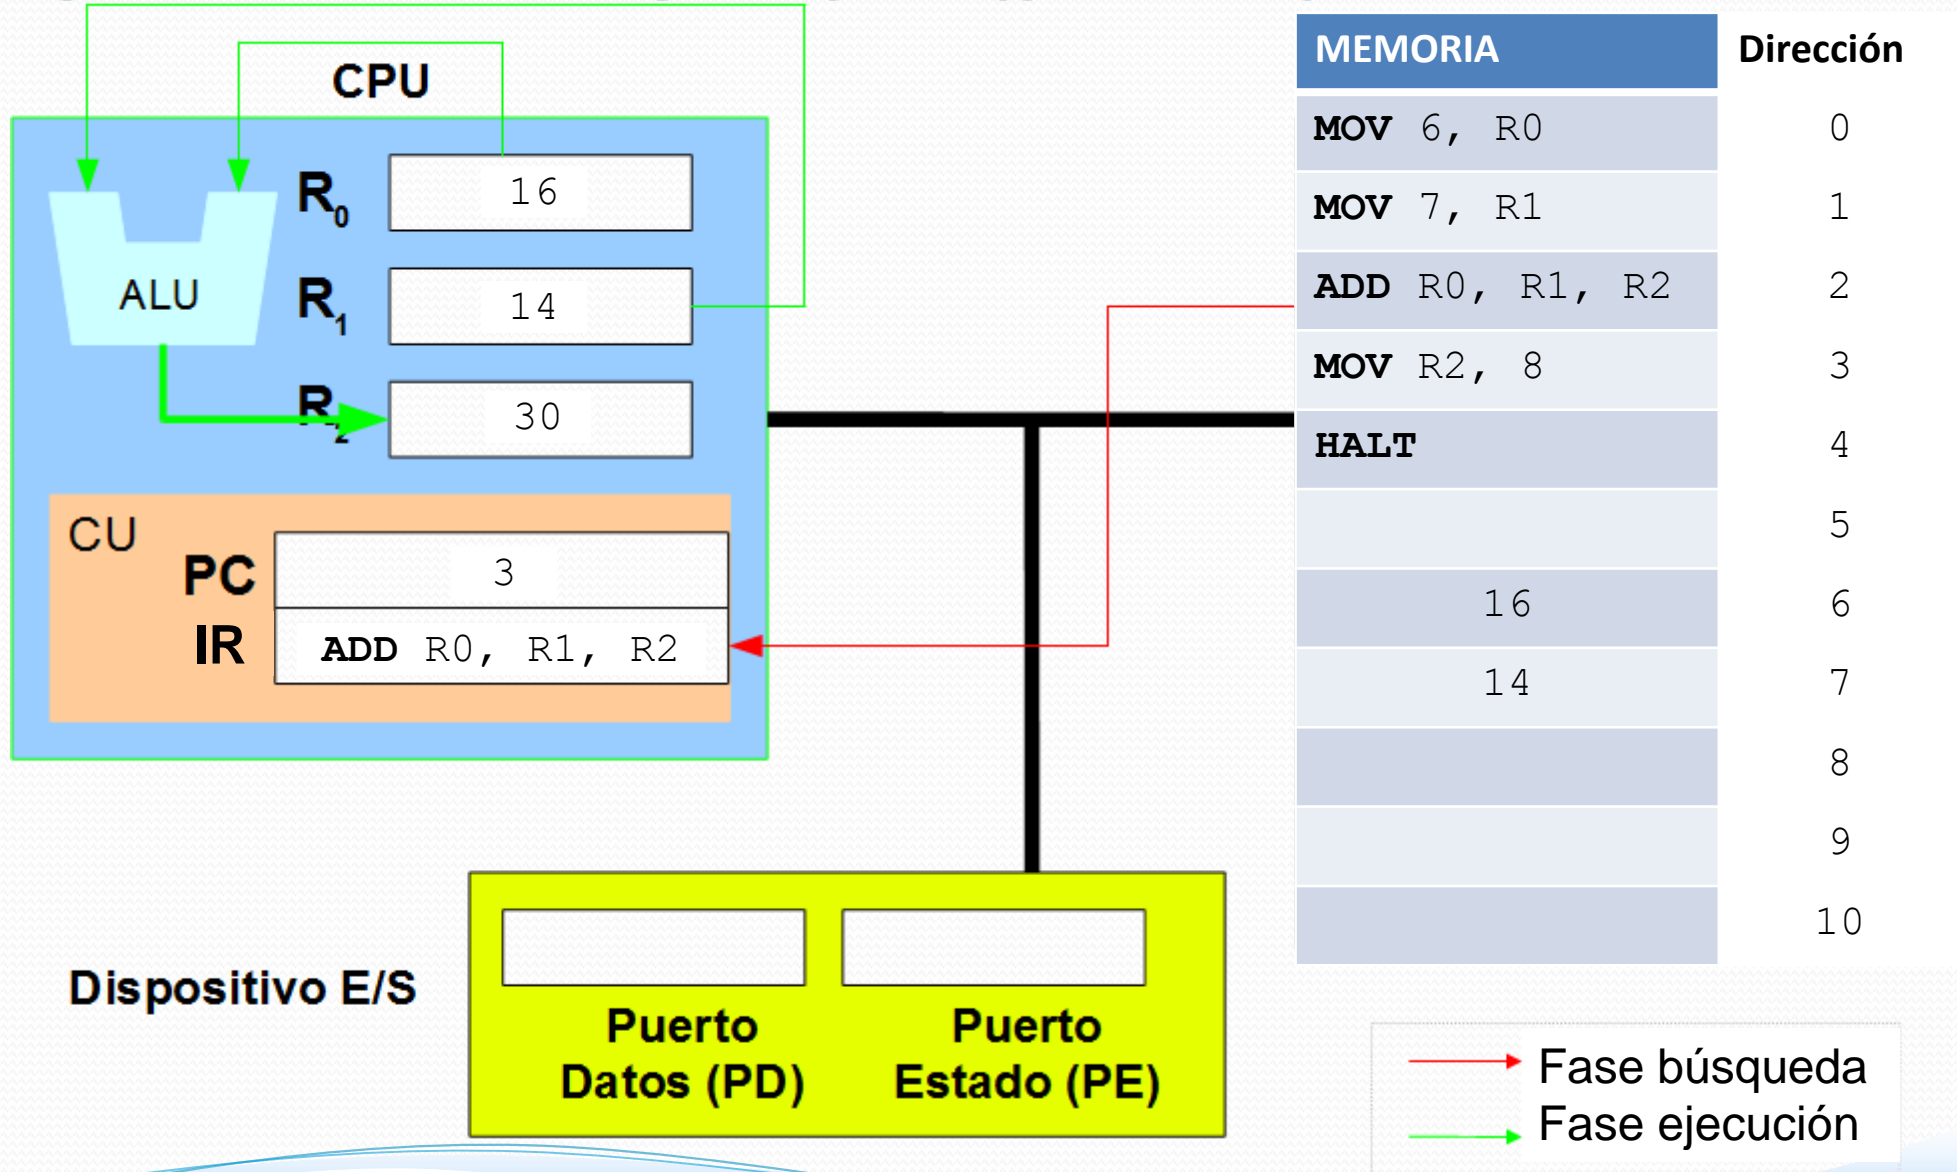 CPU
R0
16
R1
14
ALU
R2
30
CU
PC
3
IR
ADD R0, R1, R2
MEMORIA Dirección
MOV 6, R0 0
MOV 7, R1 1
ADD R0, R1, R2 2
MOV R2, 8 3
HALT 4
5
16 6
14 7
8
9
10
Dispositivo E/S
Puerto
Datos (PD)
Puerto
Estado (PE)
Fase búsqueda
Fase ejecución